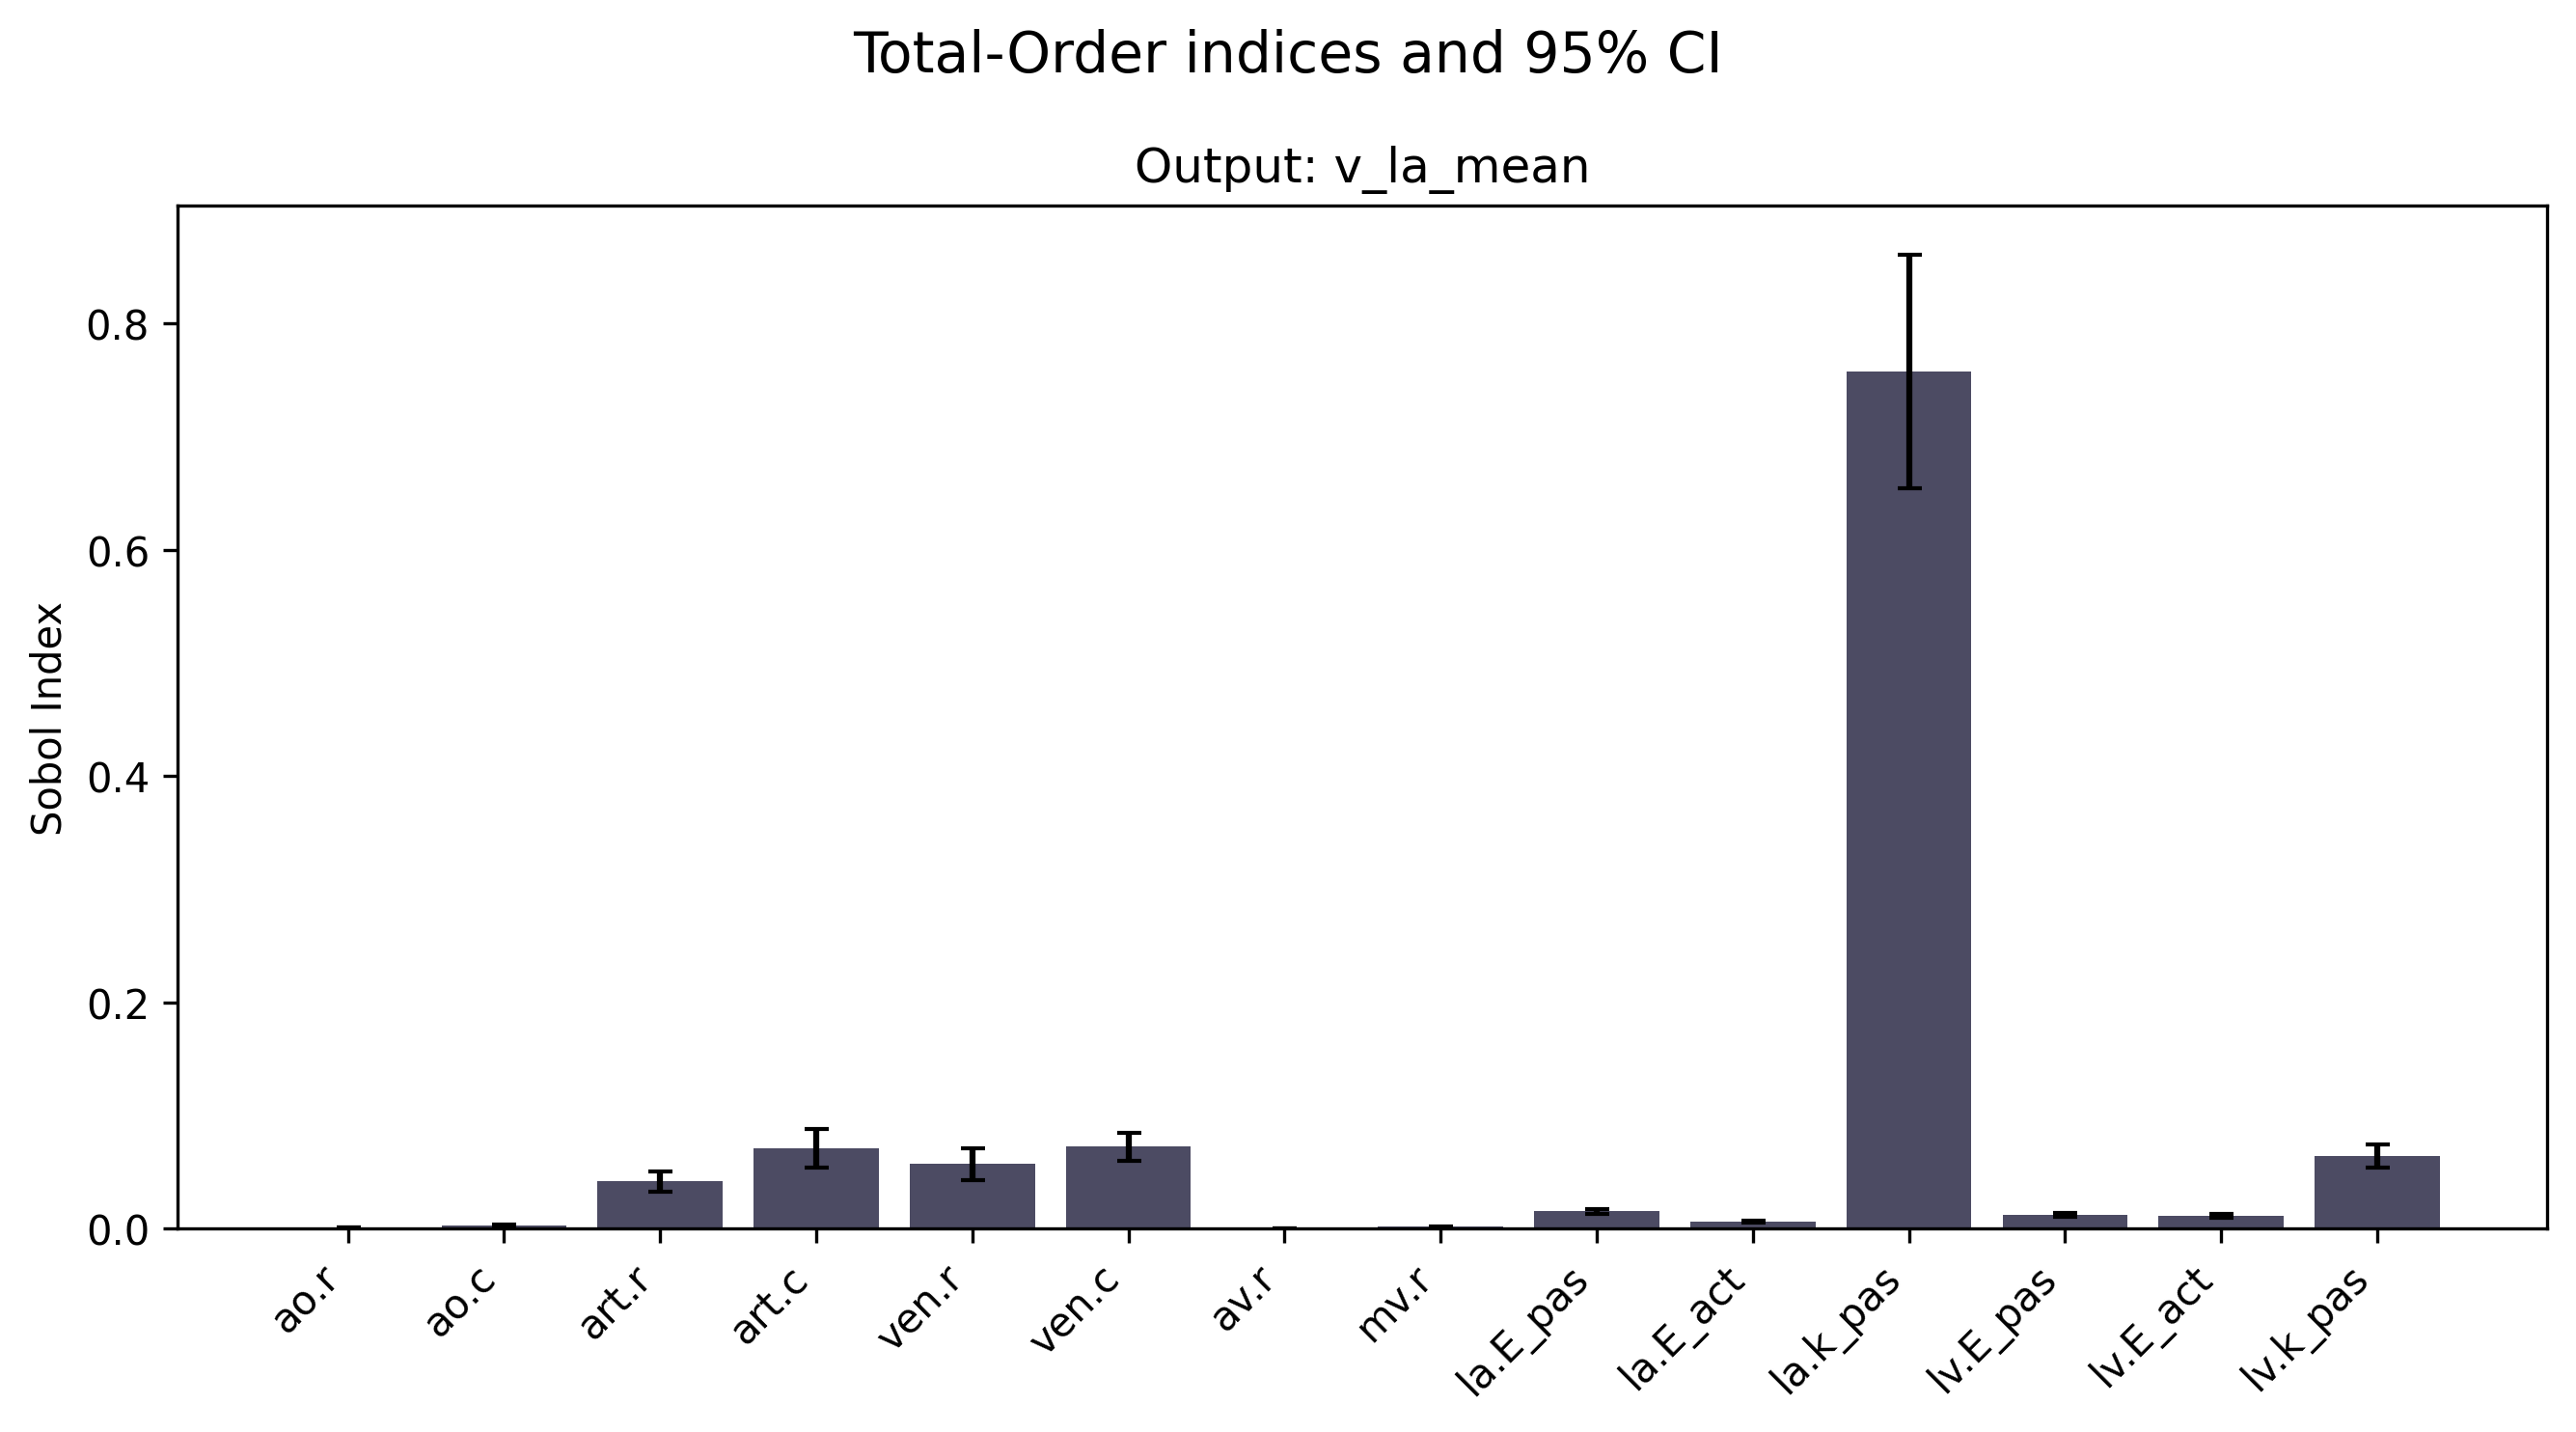 Total-Order indices and 95% CI
Output: v_la_mean
Sobol Index
0.8
0.6
0.4
0.2
0.0
ao.r
ao.c
art.r
art.c
ven.r
ven.c
av.r
mv.r
la.E_pas
la.E_act
la.k_pas
lv.E_pas
lv.E_act
lv.k_pas